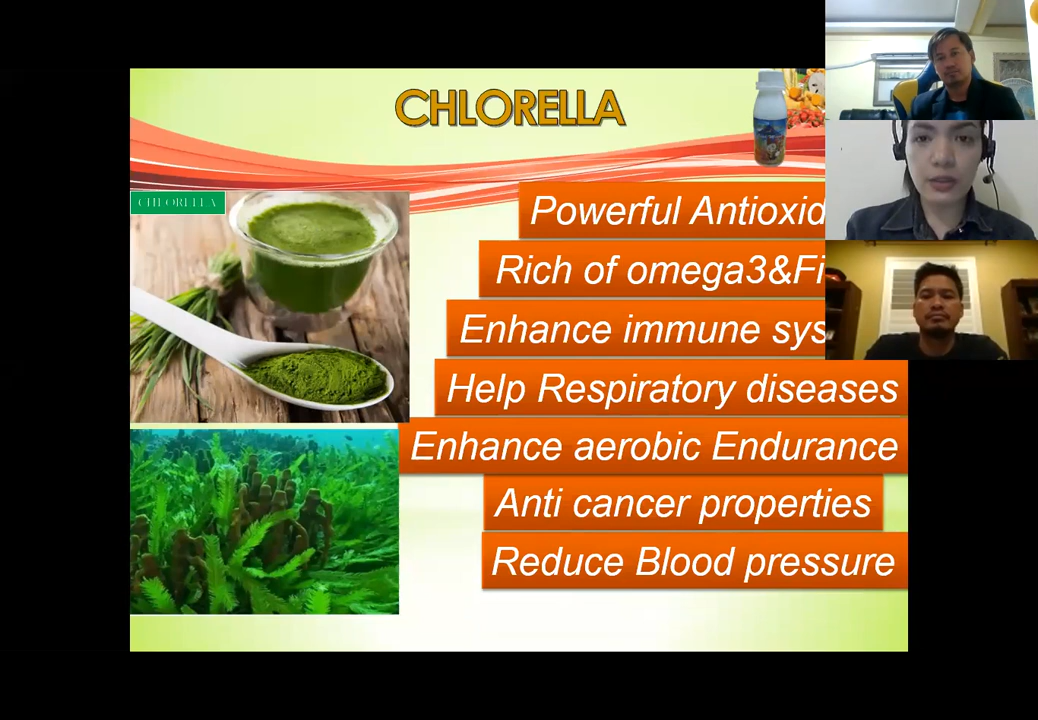 CHLORELLA
CHLORELLA
Powerful Antioxid
Rich of omega3&Fi
Enhance immune sys
Help Respiratory diseases
Enhance aerobic Endurance
Anti cancer properties
Reduce Blood pressure